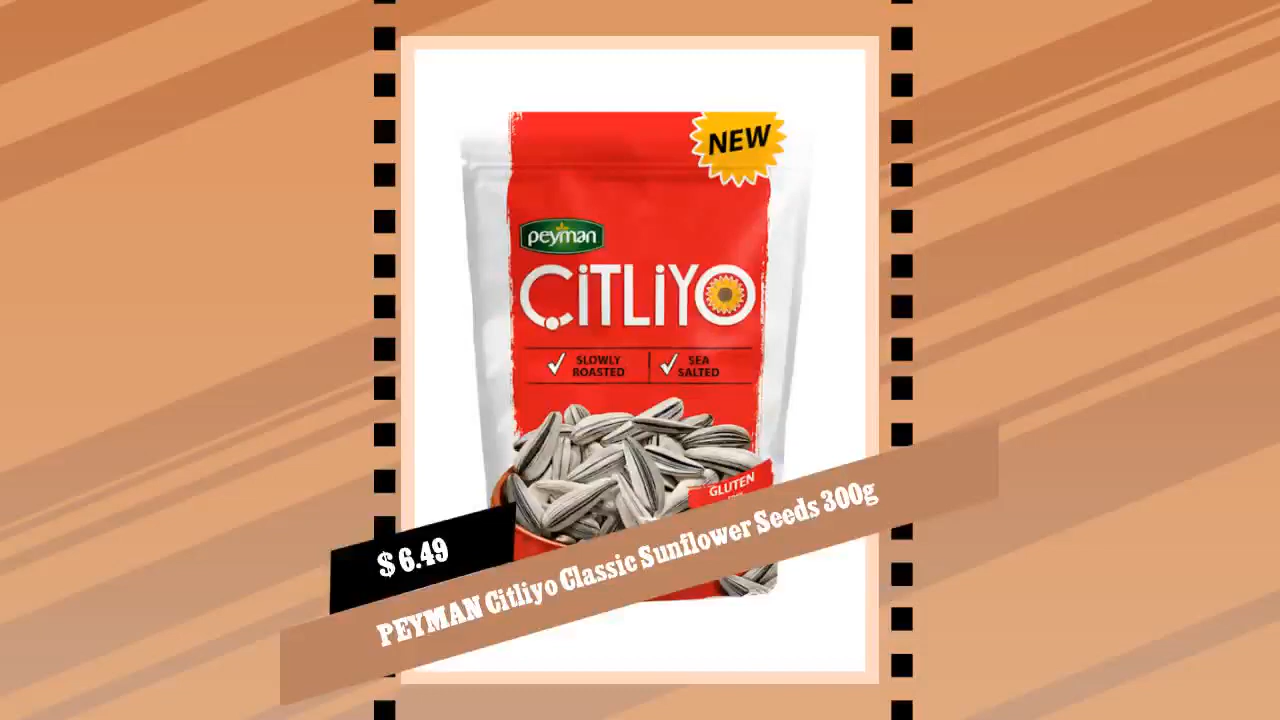 NEW
peyman
ÇiTLiYO
SLOWLY
ROASTED
SEA
SALTED
GLUTEN
$ 6.49
PEYMAN Citliyo Classic Sunflower Seeds 300g